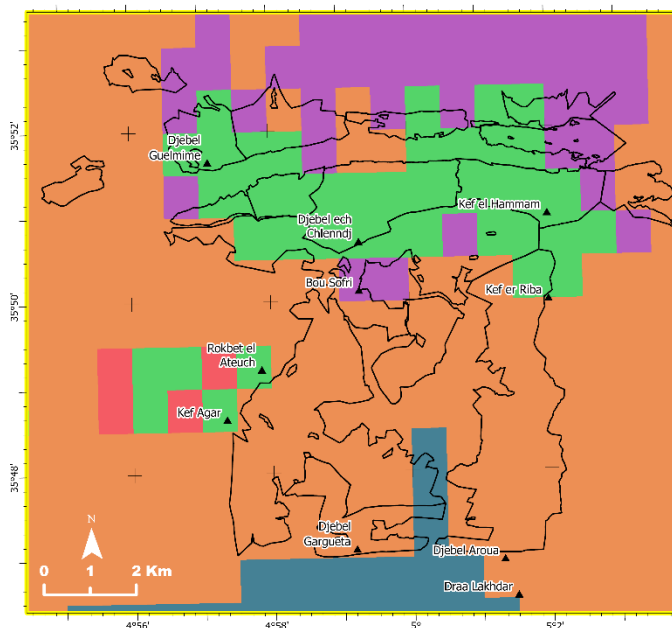 35°52'
Djebel
Guelmime
Kef el Hammam
Djebel ech
Chlenndj
Bou Sofri
Kef er Riba
35°50'
Rokbet el
Ateuch
Kef Agar
35°48'
Djebel
Gargueta
Djebel Aroua
Draa Lakhdar
N
0 1 2 Km
4°56' 4°58' 5° 5°2'